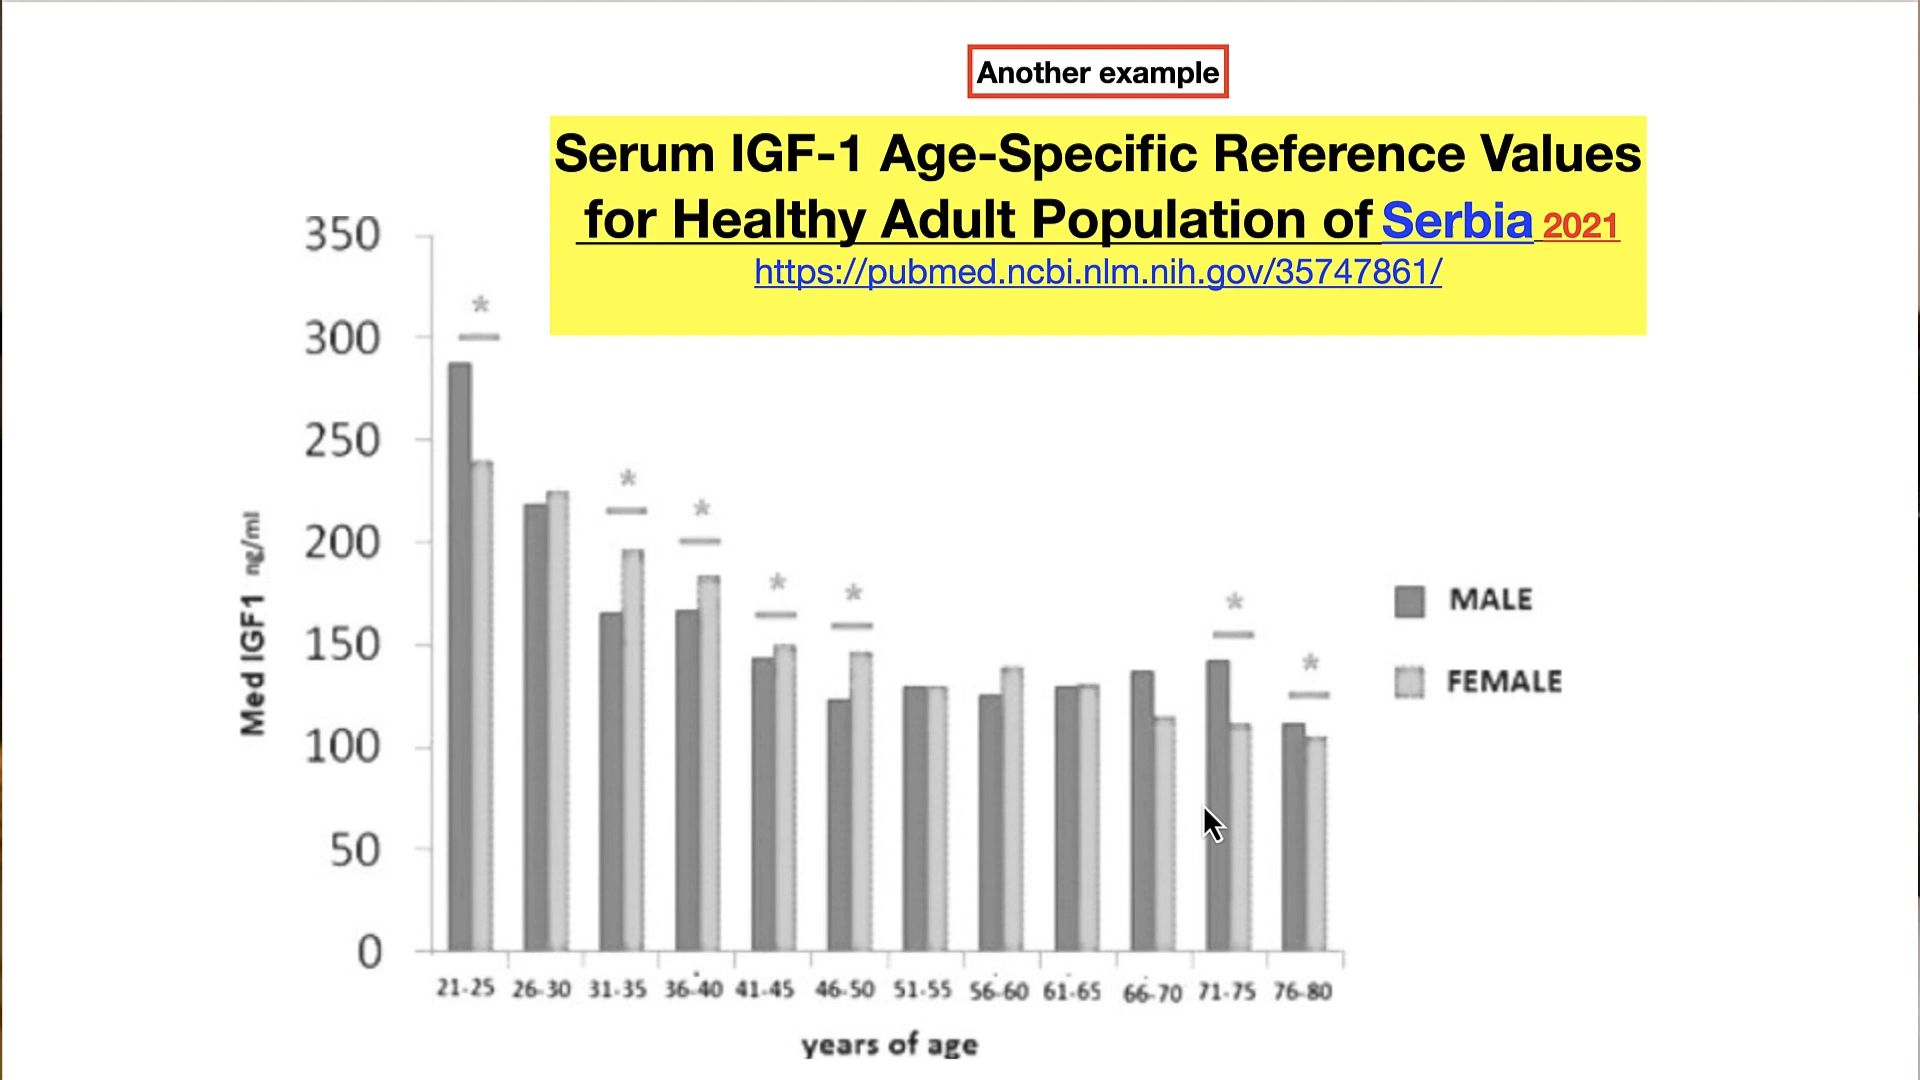 Another example
Serum IGF-1 Age-Specific Reference Values
for Healthy Adult Population of Serbia 2021
https://pubmed.ncbi.nlm.nih.gov/35747861/
350
300
250
200
150
100
50
0
Med IGF1 ng/ml
*
*
*
*
*
*
*
MALE
FEMALE
21-25 26-30 31-35 36-40 41-45 46-50 51-55 56-60 61-65 66-70 71-75 76-80
years of age